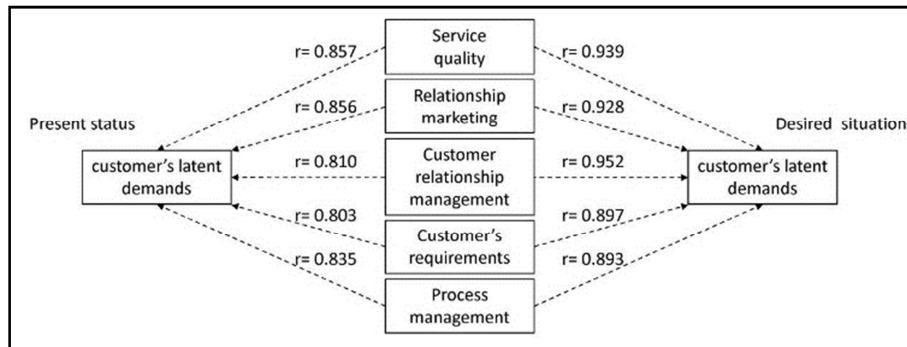 Service
quality
r= 0.857
r= 0.939
Relationship
marketing
r= 0.856
r= 0.928
Present status
Desired situation
customer's latent
demands
r= 0.810
Customer
relationship
management
r= 0.952
customer's latent
demands
r= 0.803
r= 0.897
Customer's
requirements
r= 0.835
r= 0.893
Process
management